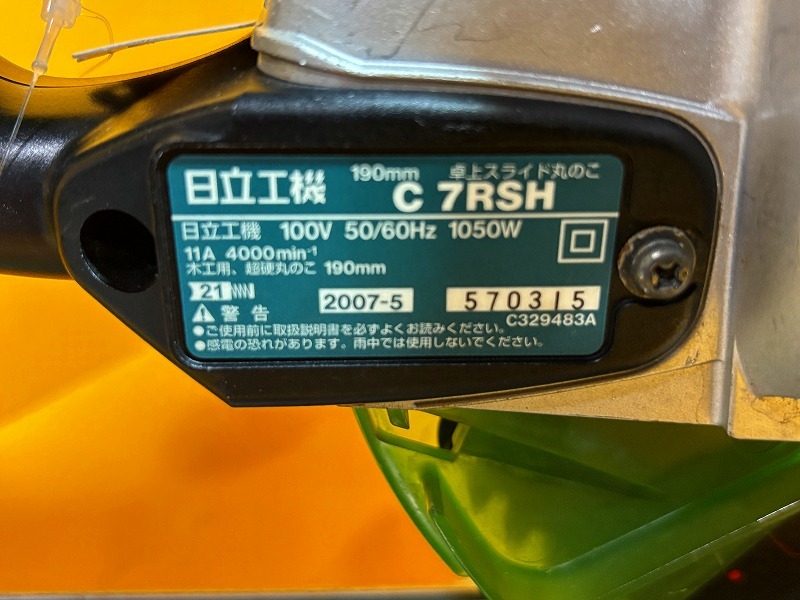 日立工機 190mm 卓上スライド丸のこ
C 7RSH
日立工機 100V 50/60Hz 1050W
11A 4000min⁻¹
木工用、超硬丸のこ 190mm
21
警告 2007-5 570315
C329483A
●ご使用前に取扱説明書を必ずよくお読みください。
●感電の恐れがあります。雨中では使用しないでください。